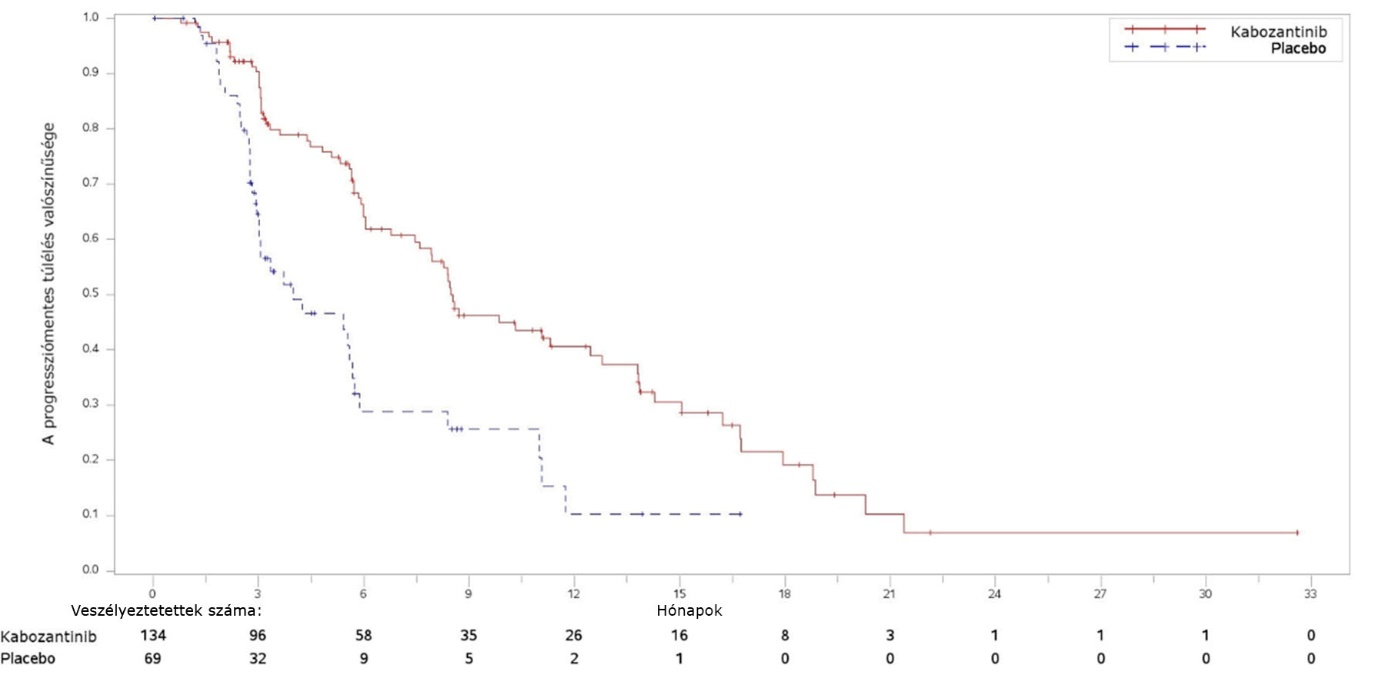 1.0
Kabozantinib
Placebo
0.9
0.8
0.7
0.6
0.5
0.4
0.3
0.2
0.1
0.0
A progressziómentes túlélés valószínűsége
0 3 6 9 12 15 18 21 24 27 30 33
Veszélyeztetettek száma: Hónapok
Kabozantinib 134 96 58 35 26 16 8 3 1 1 1 0
Placebo 69 32 9 5 2 1 0 0 0 0 0 0